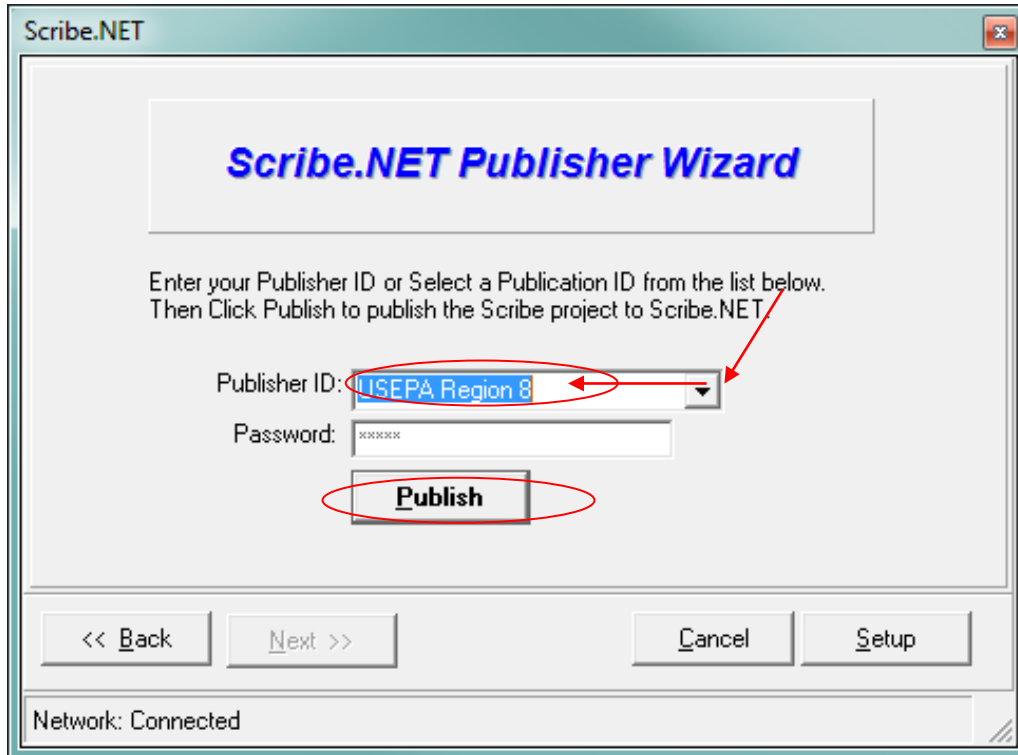 Scribe.NET
Scribe.NET Publisher Wizard
Enter your Publisher ID or Select a Publication ID from the list below.
Then Click Publish to publish the Scribe project to Scribe.NET.
Publisher ID: USEPA Region 8
Password: *****
Publish
<< Back Next >> Cancel Setup
Network: Connected